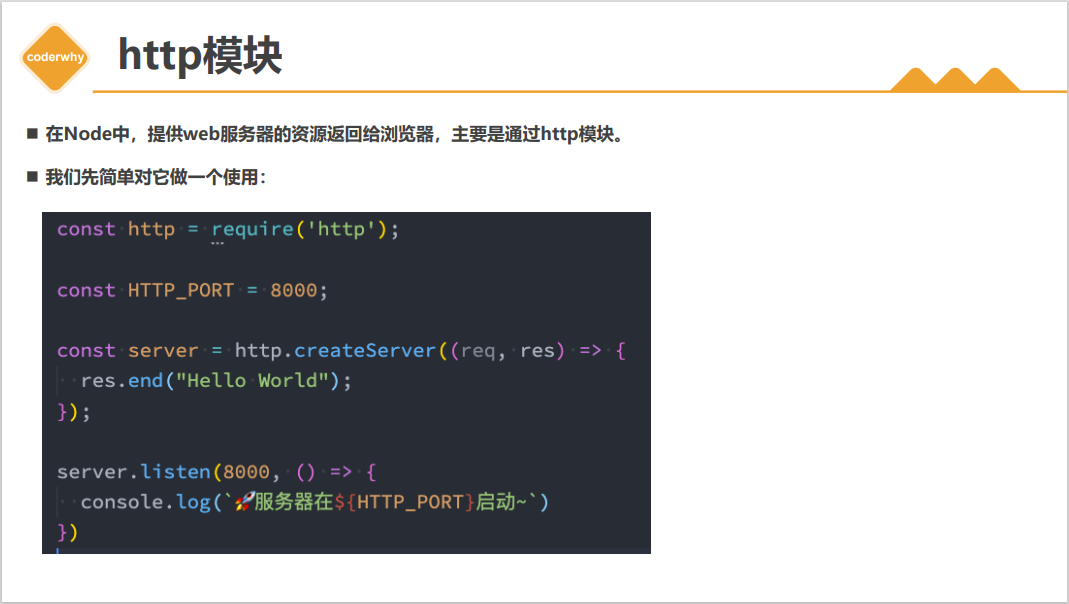 coderwhy
http模块
■ 在Node中，提供web服务器的资源返回给浏览器，主要是通过http模块。
■ 我们先简单对它做一个使用：
const http = require('http');
const HTTP_PORT = 8000;
const server = http.createServer((req, res) => {
  res.end("Hello World");
});
server.listen(8000, () => {
  console.log(`🚀服务器在${HTTP_PORT}启动~`)
})